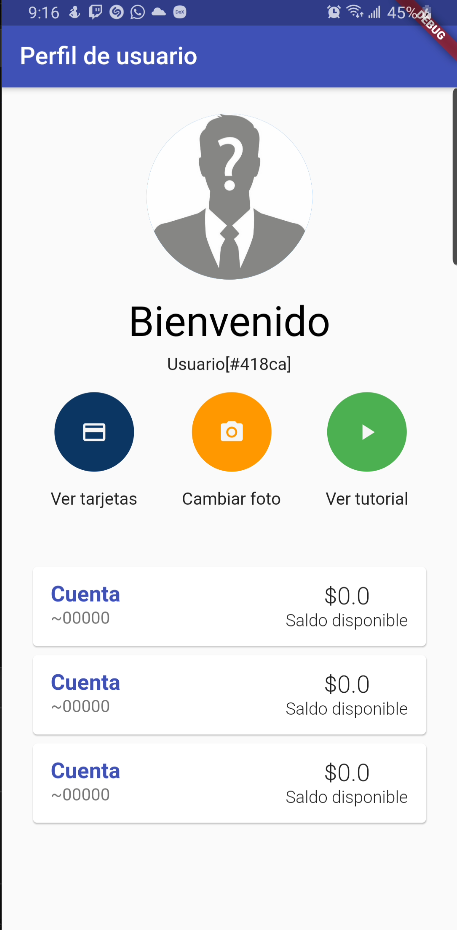 9:16
45%
DEBUG
Perfil de usuario
?
Bienvenido
Usuario[#418ca]
Ver tarjetas Cambiar foto Ver tutorial
Cuenta $0.0
~00000 Saldo disponible
Cuenta $0.0
~00000 Saldo disponible
Cuenta $0.0
~00000 Saldo disponible